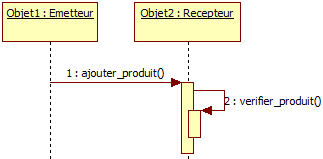 Objet1 : Emetteur
Objet2 : Recepteur
1 : ajouter_produit()
2 : verifier_produit()